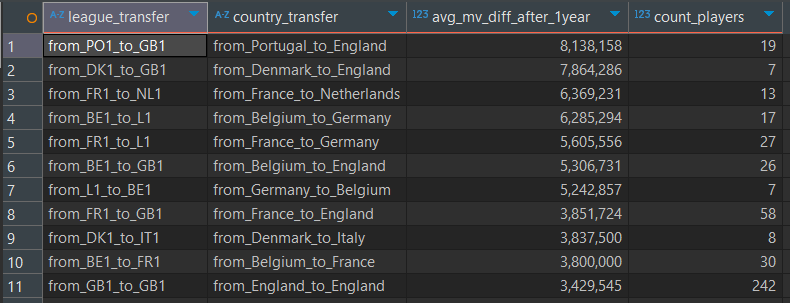 A-Z league_transfer A-Z country_transfer 123 avg_mv_diff_after_1year 123 count_players
1 from_PO1_to_GB1 from_Portugal_to_England 8,138,158 19
2 from_DK1_to_GB1 from_Denmark_to_England 7,864,286 7
3 from_FR1_to_NL1 from_France_to_Netherlands 6,369,231 13
4 from_BE1_to_L1 from_Belgium_to_Germany 6,285,294 17
5 from_FR1_to_L1 from_France_to_Germany 5,605,556 27
6 from_BE1_to_GB1 from_Belgium_to_England 5,306,731 26
7 from_L1_to_BE1 from_Germany_to_Belgium 5,242,857 7
8 from_FR1_to_GB1 from_France_to_England 3,851,724 58
9 from_DK1_to_IT1 from_Denmark_to_Italy 3,837,500 8
10 from_BE1_to_FR1 from_Belgium_to_France 3,800,000 30
11 from_GB1_to_GB1 from_England_to_England 3,429,545 242